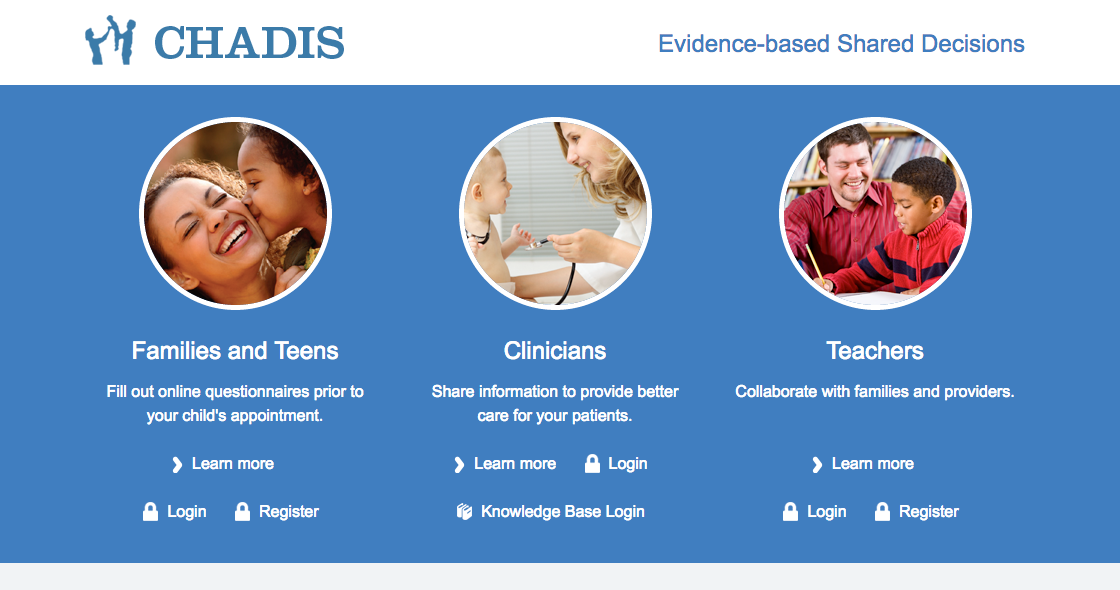 CHADIS
Evidence-based Shared Decisions
Families and Teens
Fill out online questionnaires prior to
your child's appointment.
Learn more
Login Register
Clinicians
Share information to provide better
care for your patients.
Learn more Login
Knowledge Base Login
Teachers
Collaborate with families and providers.
Learn more
Login Register